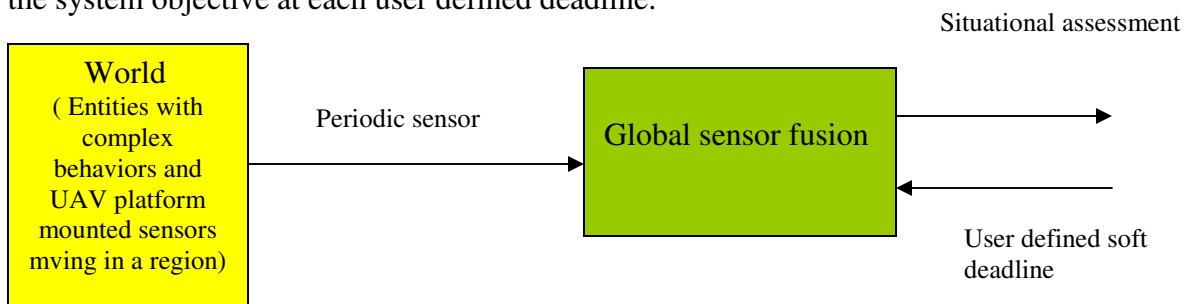 the system objective at each user defined deadline.
Situational assessment
World
( Entities with
complex
behaviors and
UAV platform
mounted sensors
mving in a region)
Periodic sensor
Global sensor fusion
User defined soft
deadline